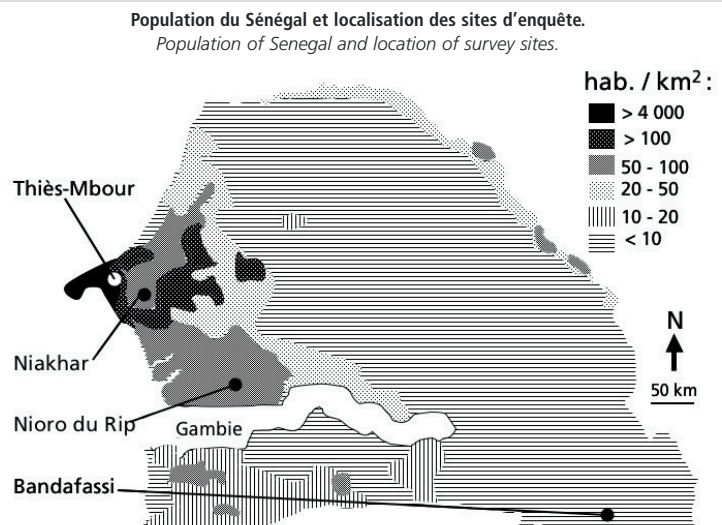 Population du Sénégal et localisation des sites d'enquête.
Population of Senegal and location of survey sites.
hab. / km² :
> 4 000
> 100
50 - 100
20 - 50
10 - 20
< 10
Thiès-Mbour
Niakhar
N
50 km
Nioro du Rip
Gambie
Bandafassi